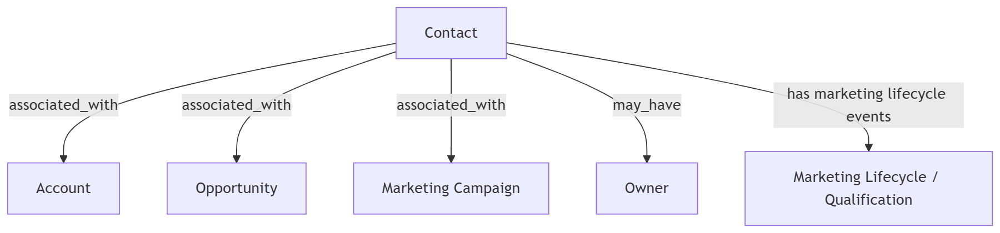 Contact
associated_with
associated_with
associated_with
may_have
has marketing lifecycle
events
Account
Opportunity
Marketing Campaign
Owner
Marketing Lifecycle /
Qualification